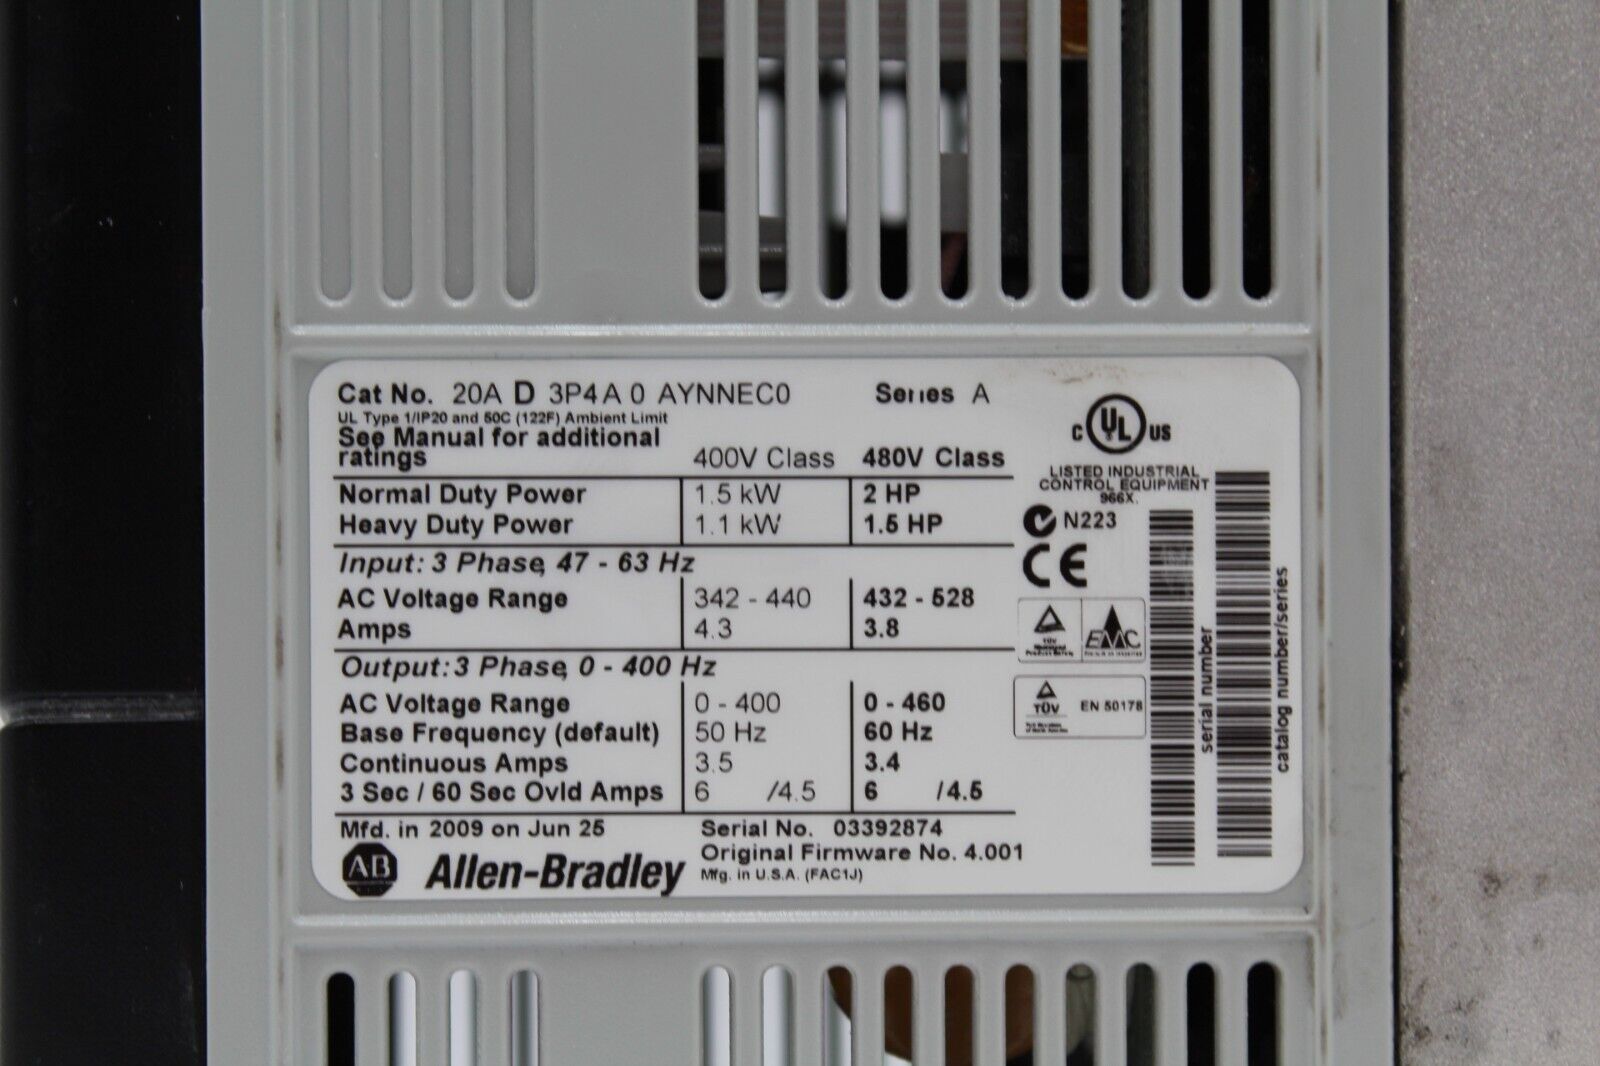 Cat No. 20A D 3P4 A 0 AYNNEC0 Series A
UL Type 1/IP20 and 50C (122F) Ambient Limit
See Manual for additional
ratings 400V Class 480V Class
Normal Duty Power 1.5 kW 2 HP
Heavy Duty Power 1.1 kW 1.5 HP
Input: 3 Phase, 47 - 63 Hz
AC Voltage Range 342 - 440 432 - 528
Amps 4.3 3.8
Output: 3 Phase, 0 - 400 Hz
AC Voltage Range 0 - 400 0 - 460
Base Frequency (default) 50 Hz 60 Hz
Continuous Amps 3.5 3.4
3 Sec / 60 Sec Ovld Amps 6 /4.5 6 /4.5
Mfd. in 2009 on Jun 25 Serial No. 03392874
Original Firmware No. 4.001
AB Allen-Bradley Mfg. in U.S.A. (FAC1J)
C UL US
LISTED INDUSTRIAL
CONTROL EQUIPMENT
966X.
N223
CE
TÜV EMC
TÜV EN 50178
serial number
catalog number/series